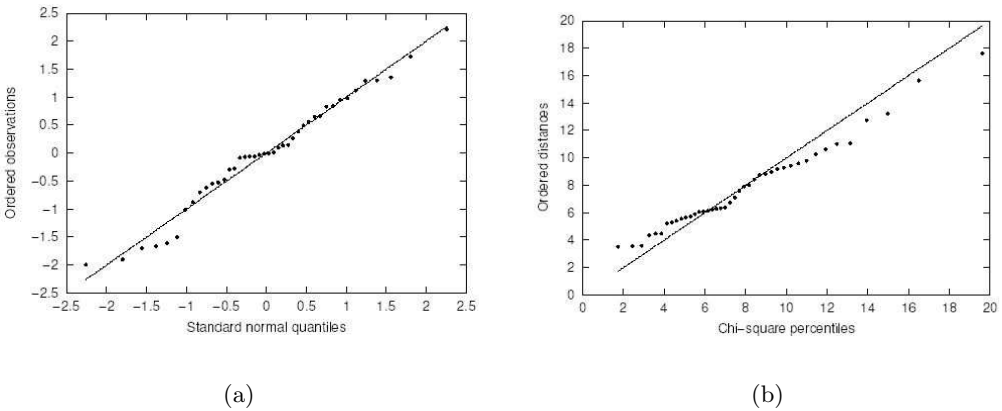 2.5
2
1.5
1
0.5
0
−0.5
−1
−1.5
−2
−2.5
Ordered observations
−2.5 −2 −1.5 −1 −0.5 0 0.5 1 1.5 2 2.5
Standard normal quantiles
(a)
20
18
16
14
12
10
8
6
4
2
0
Ordered distances
0 2 4 6 8 10 12 14 16 18 20
Chi−square percentiles
(b)